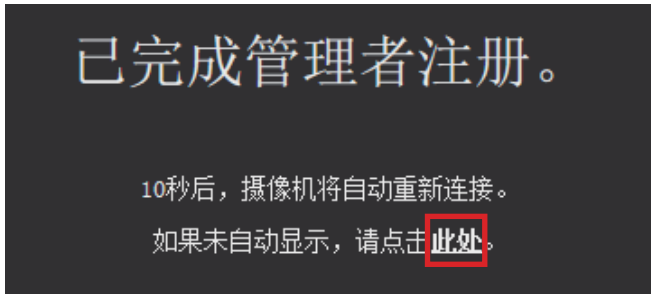 已完成管理者注册。
10秒后，摄像机将自动重新连接。
如果未自动显示，请点击此处。